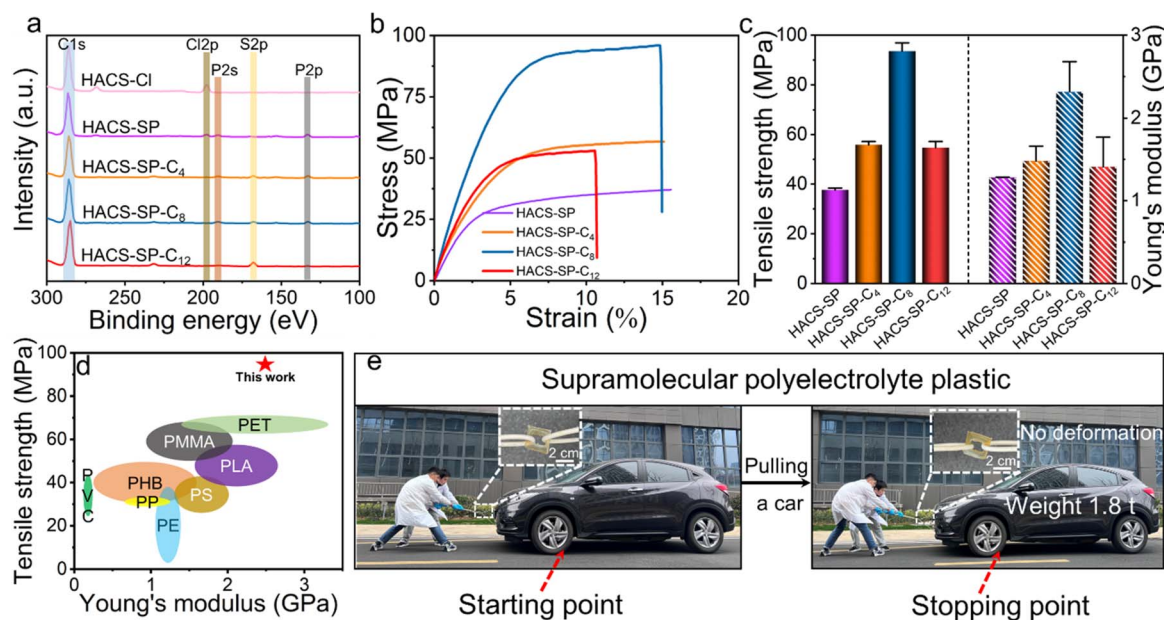 a
C1s
Cl2p
S2p
P2s
P2p
HACS-Cl
HACS-SP
HACS-SP-C4
HACS-SP-C8
HACS-SP-C12
Intensity (a.u.)
300
250
200
150
100
Binding energy (eV)
b
Stress (MPa)
100
75
50
25
0
HACS-SP
HACS-SP-C4
HACS-SP-C8
HACS-SP-C12
0
5
10
15
20
Strain (%)
c
Tensile strength (MPa)
100
80
60
40
20
0
3
2
1
0
Young's modulus (GPa)
HACS-SP
HACS-SP-C4
HACS-SP-C8
HACS-SP-C12
HACS-SP
HACS-SP-C4
HACS-SP-C8
HACS-SP-C12
d
Tensile strength (MPa)
100
80
60
40
20
0
This work
PET
PMMA
PLA
PHB
PS
PP
PE
PVC
0
1
2
3
Young's modulus (GPa)
e
Supramolecular polyelectrolyte plastic
2 cm
Pulling
a car
2 cm
No deformation
Weight 1.8 t
Starting point
Stopping point